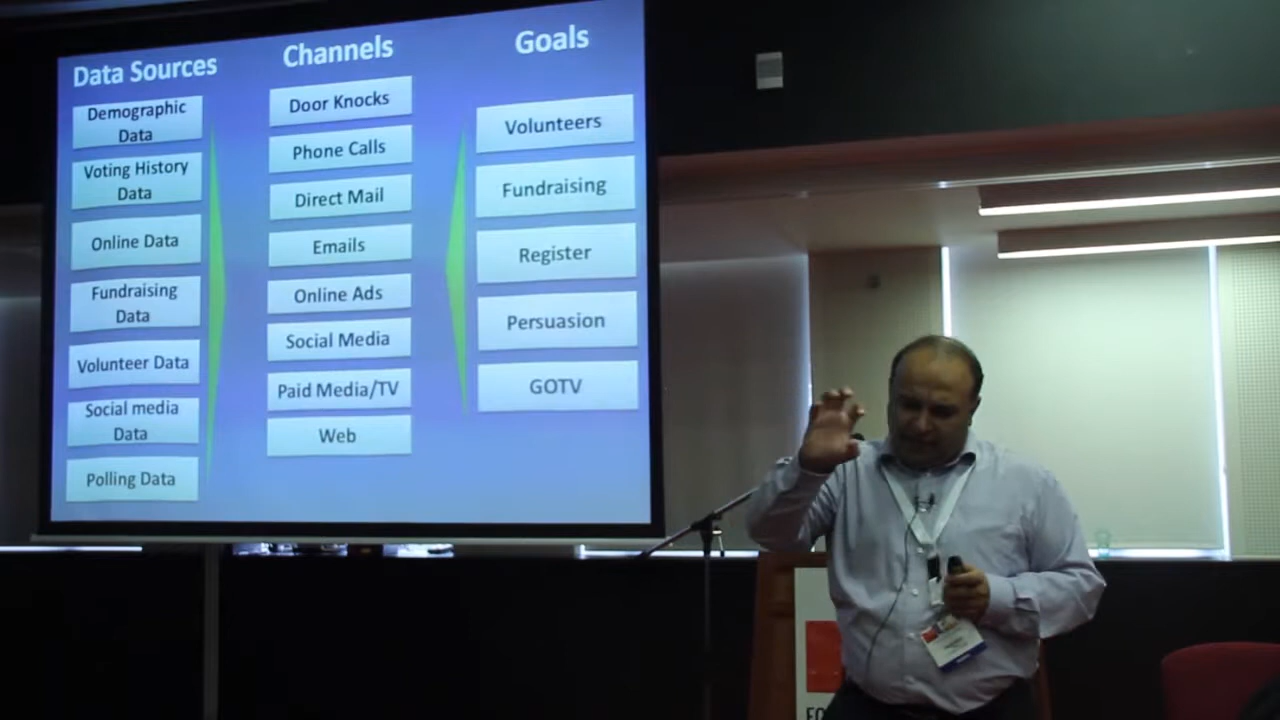 Data Sources
Demographic
Data
Voting History
Data
Online Data
Fundraising
Data
Volunteer Data
Social media
Data
Polling Data
Channels
Door Knocks
Phone Calls
Direct Mail
Emails
Online Ads
Social Media
Paid Media/TV
Web
Goals
Volunteers
Fundraising
Register
Persuasion
GOTV